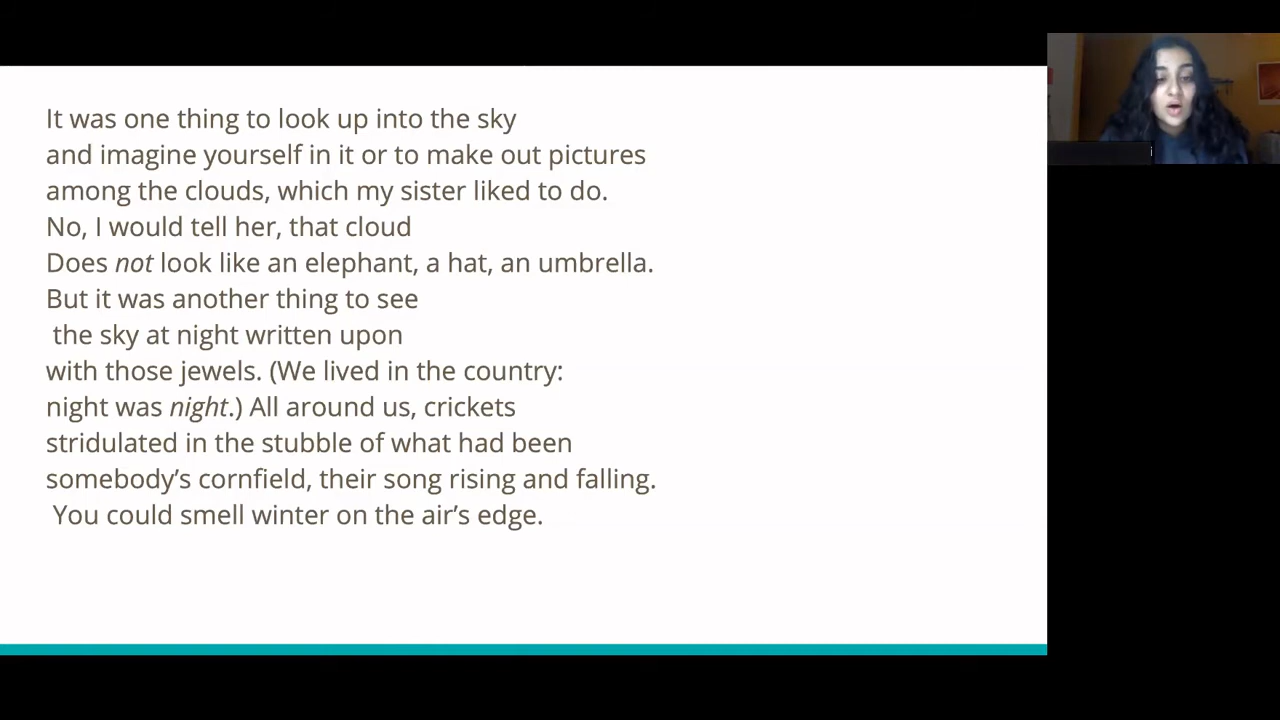 It was one thing to look up into the sky
and imagine yourself in it or to make out pictures
among the clouds, which my sister liked to do.
No, I would tell her, that cloud
Does not look like an elephant, a hat, an umbrella.
But it was another thing to see
the sky at night written upon
with those jewels. (We lived in the country:
night was night.) All around us, crickets
stridulated in the stubble of what had been
somebody’s cornfield, their song rising and falling.
You could smell winter on the air’s edge.